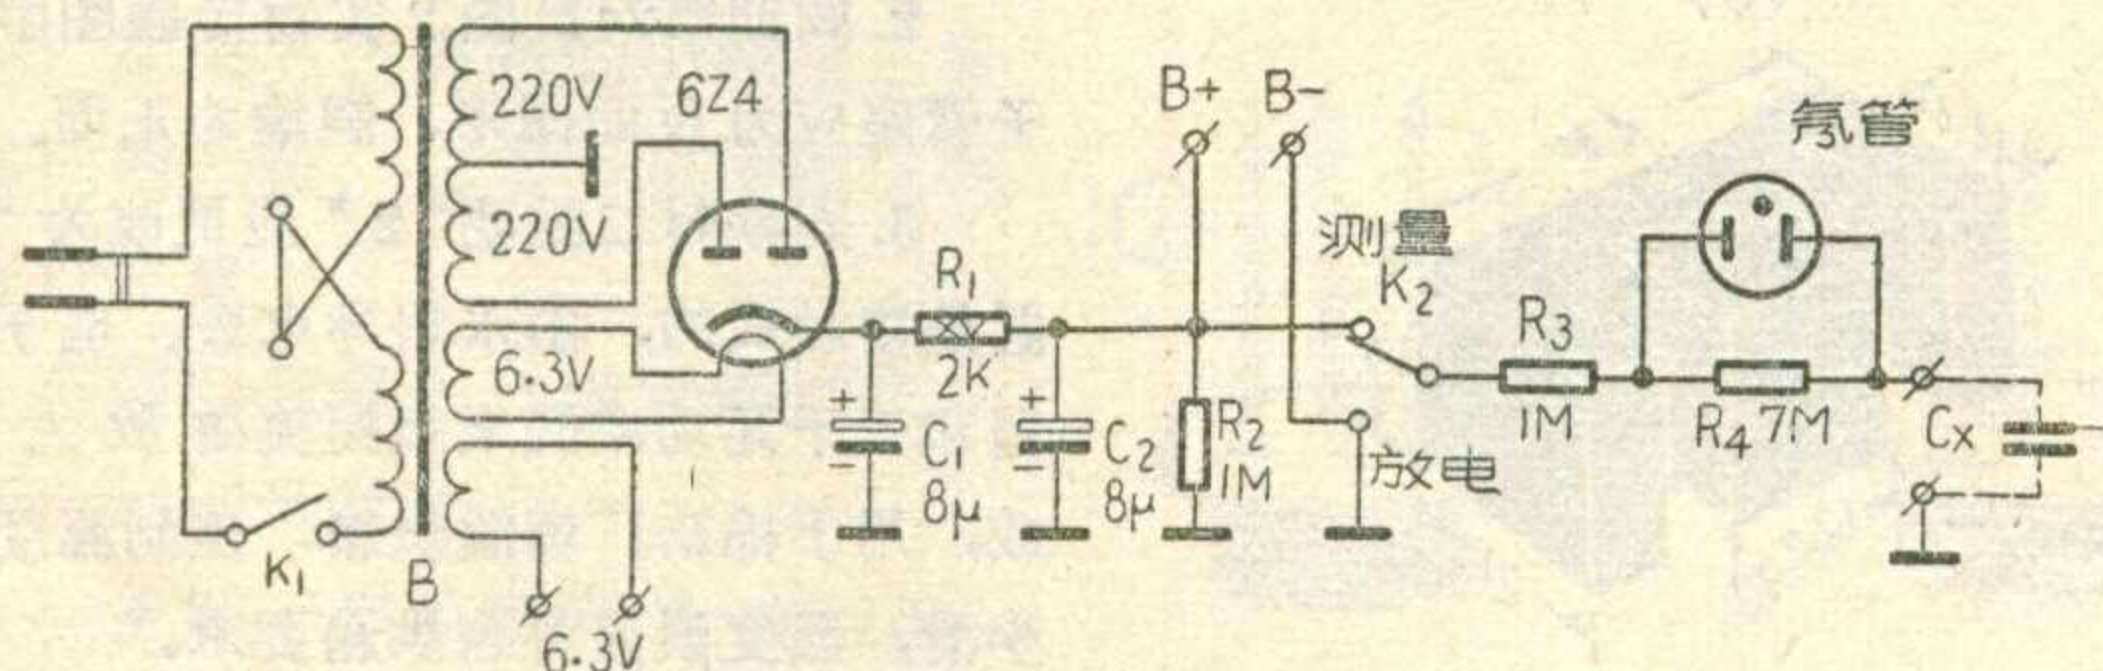 220V
6Z4
220V
6.3V
6.3V
K₁
B
R₁
2K
+
-
C₁
8μ
+
-
C₂
8μ
B+
B-
R₂
1M
测量
K₂
放电
R₃
1M
氖管
R₄ 7M
Cx